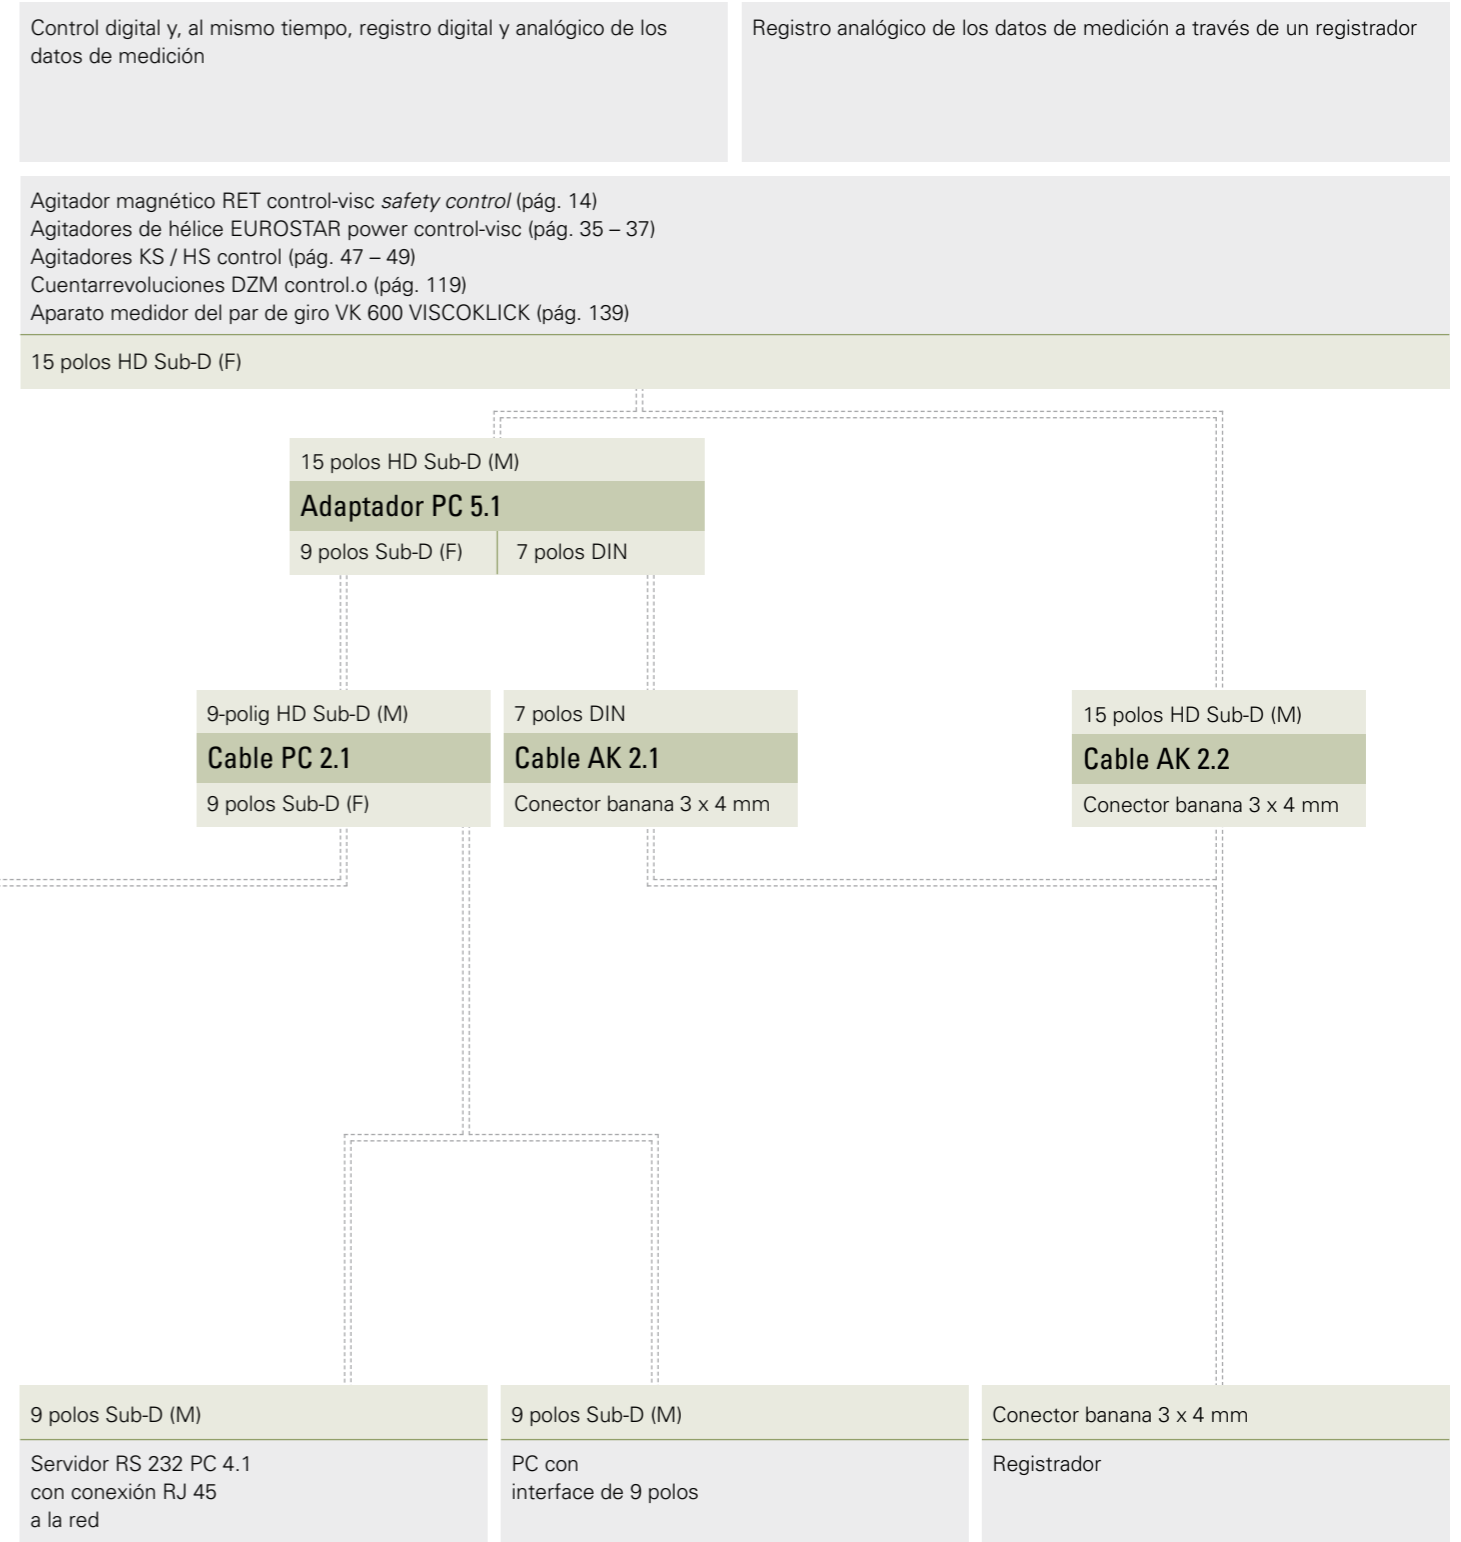 Control digital y, al mismo tiempo, registro digital y analógico de los
datos de medición
Registro analógico de los datos de medición a través de un registrador
Agitador magnético RET control-visc safety control (pág. 14)
Agitadores de hélice EUROSTAR power control-visc (pág. 35 – 37)
Agitadores KS / HS control (pág. 47 – 49)
Cuentarrevoluciones DZM control.o (pág. 119)
Aparato medidor del par de giro VK 600 VISCOKLICK (pág. 139)
15 polos HD Sub-D (F)
15 polos HD Sub-D (M)
Adaptador PC 5.1
9 polos Sub-D (F)
7 polos DIN
9-polig HD Sub-D (M)
Cable PC 2.1
9 polos Sub-D (F)
7 polos DIN
Cable AK 2.1
Conector banana 3 x 4 mm
15 polos HD Sub-D (M)
Cable AK 2.2
Conector banana 3 x 4 mm
9 polos Sub-D (M)
Servidor RS 232 PC 4.1
con conexión RJ 45
a la red
9 polos Sub-D (M)
PC con
interface de 9 polos
Conector banana 3 x 4 mm
Registrador